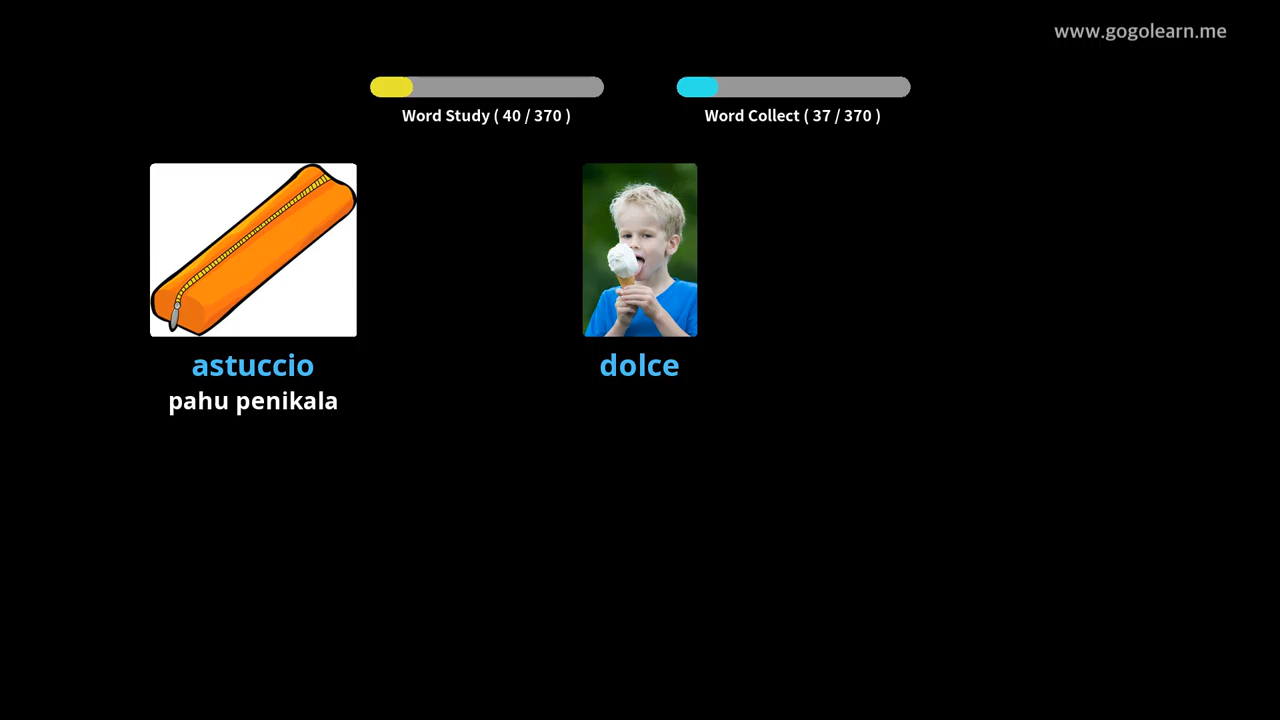 www.gogolearn.me
Word Study ( 40 / 370 )
Word Collect ( 37 / 370 )
astuccio
pahu penikala
dolce